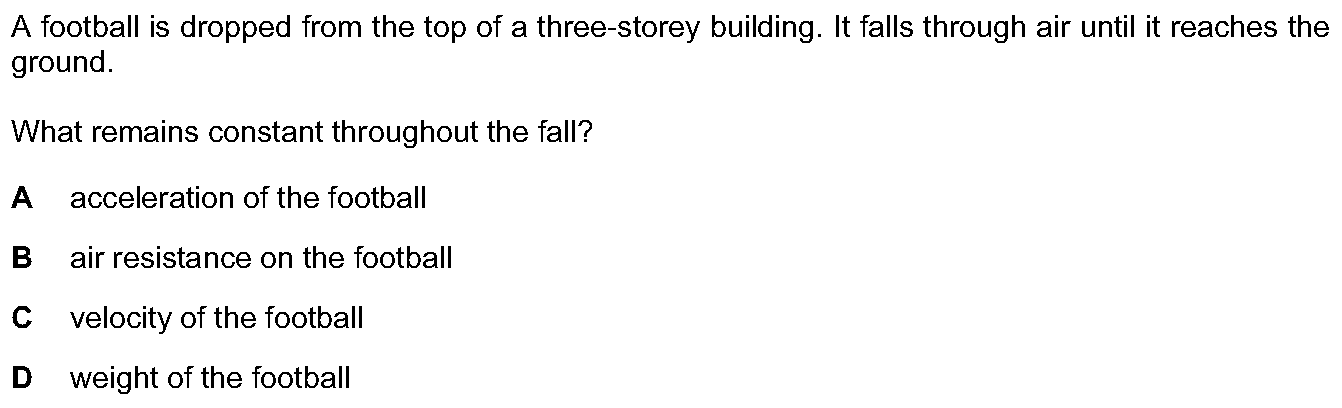 A football is dropped from the top of a three-storey building. It falls through air until it reaches the
ground.
What remains constant throughout the fall?
A acceleration of the football
B air resistance on the football
C velocity of the football
D weight of the football